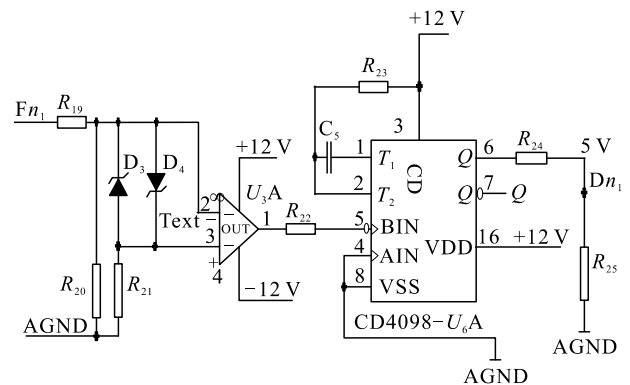 +12 V
R23
Fn1
R19
C5
3
1
T1
CD
Q
6
R24
5 V
D3
D4
+12 V
2
T2
Q
7
Q
Dn1
∞
2
−
U3A
Text
OUT
1
R22
5
BIN
3
−
4
AIN
VDD
16
+12 V
+
4
8
VSS
R25
R20
R21
−12 V
AGND
CD4098−U6A
AGND
AGND